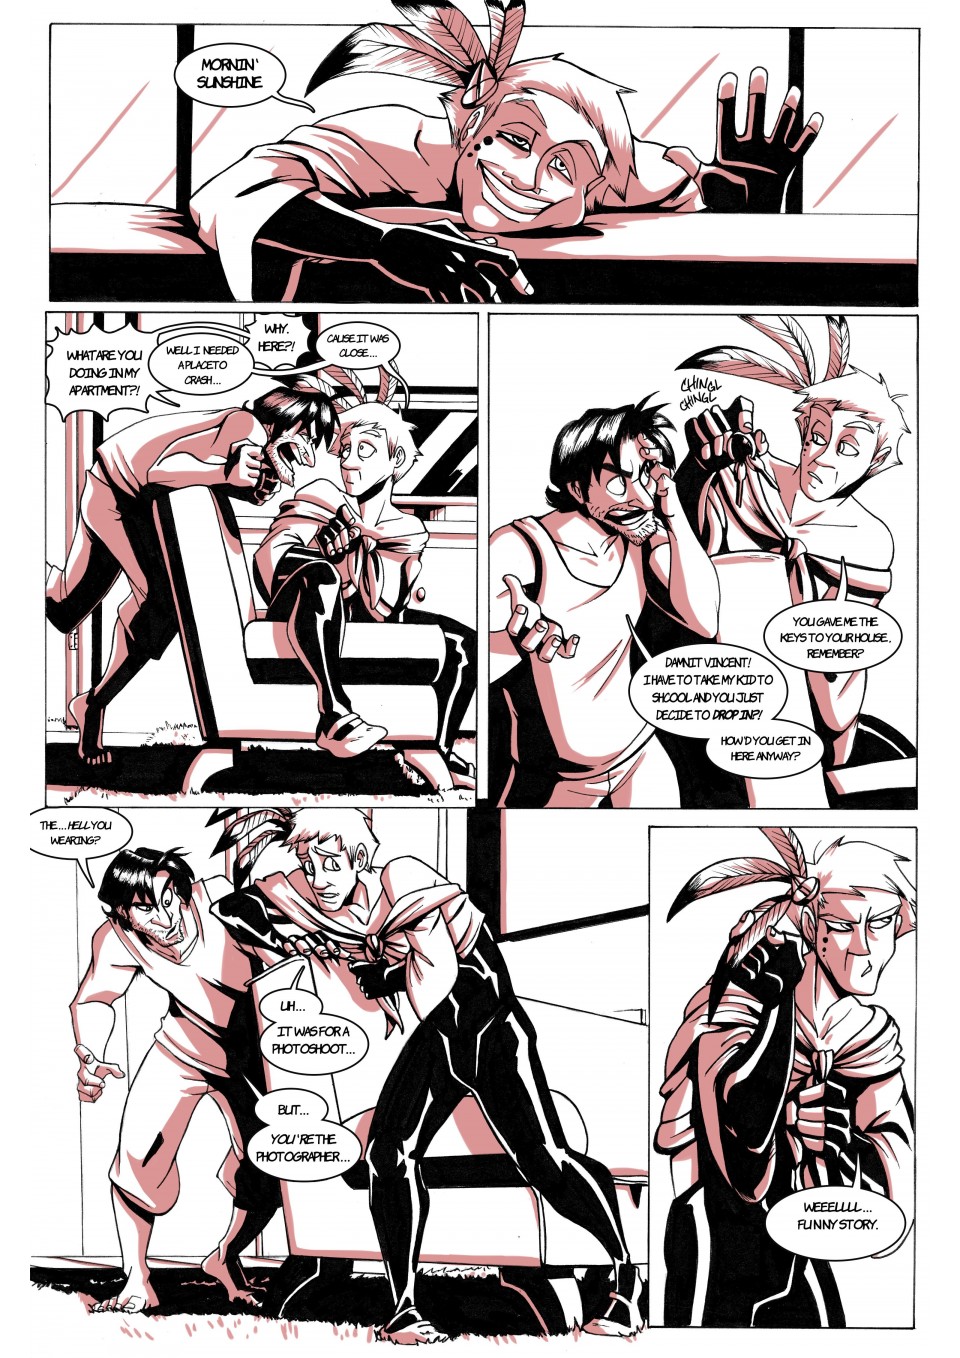 MORNIN'
SUNSHINE
WHAT ARE YOU
DOING IN MY
APARTMENT?!
WELL I NEEDED
A PLACE TO
CRASH...
WHY.
HERE?!
CAUSE IT WAS
CLOSE...
CHINGL
CHINGL
DAMNIT VINCENT!
I HAVE TO TAKE MY KID TO
SHCOOL AND YOU JUST
DECIDE TO DROP IN?!
HOW'D YOU GET IN
HERE ANYWAY?
YOU GAVE ME THE
KEYS TO YOUR HOUSE,
REMEMBER?
THE... HELL YOU
WEARING?
UH...
IT WAS FOR A
PHOTOSHOOT...
BUT...
YOU'RE THE
PHOTOGRAPHER...
WEEELLLL...
FUNNY STORY.